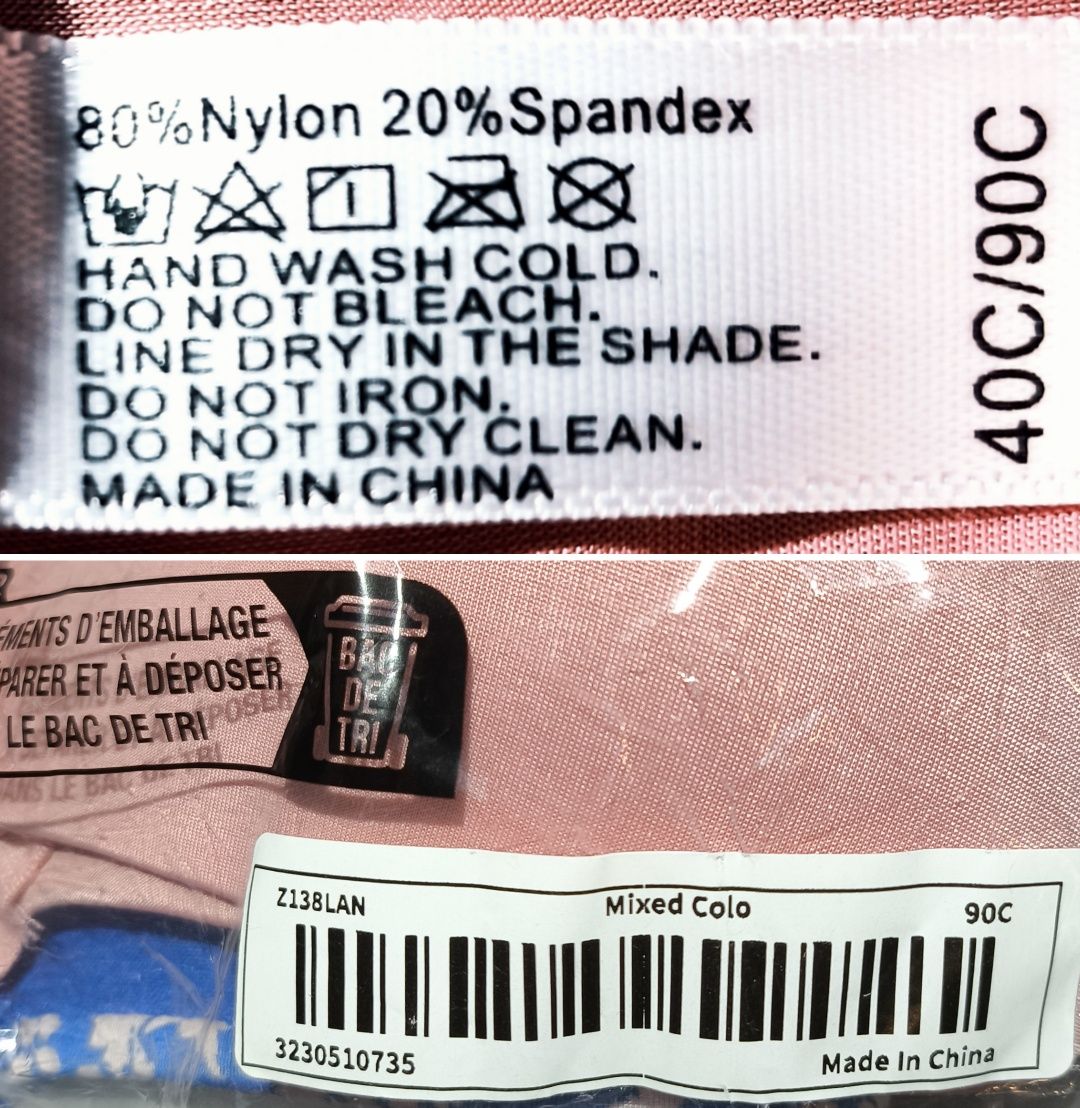 80%Nylon 20%Spandex
HAND WASH COLD.
DO NOT BLEACH.
LINE DRY IN THE SHADE.
DO NOT IRON.
DO NOT DRY CLEAN.
MADE IN CHINA
40C/90C
D'EMBALLAGE
ET À DÉPOSER
LE BAC DE TRI
BAC
DE
TRI
Z138LAN
Mixed Colo
90C
3230510735
Made In China